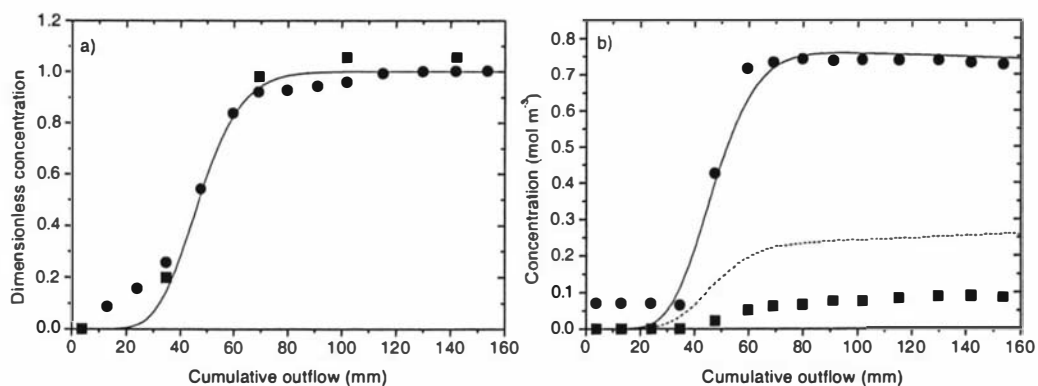 a)
Dimensionless concentration
1.2
1.0
0.8
0.6
0.4
0.2
0.0
0 20 40 60 80 100 120 140 160
Cumulative outflow (mm)
b)
Concentration (mol m⁻³)
0.8
0.7
0.6
0.5
0.4
0.3
0.2
0.1
0.0
0 20 40 60 80 100 120 140 160
Cumulative outflow (mm)